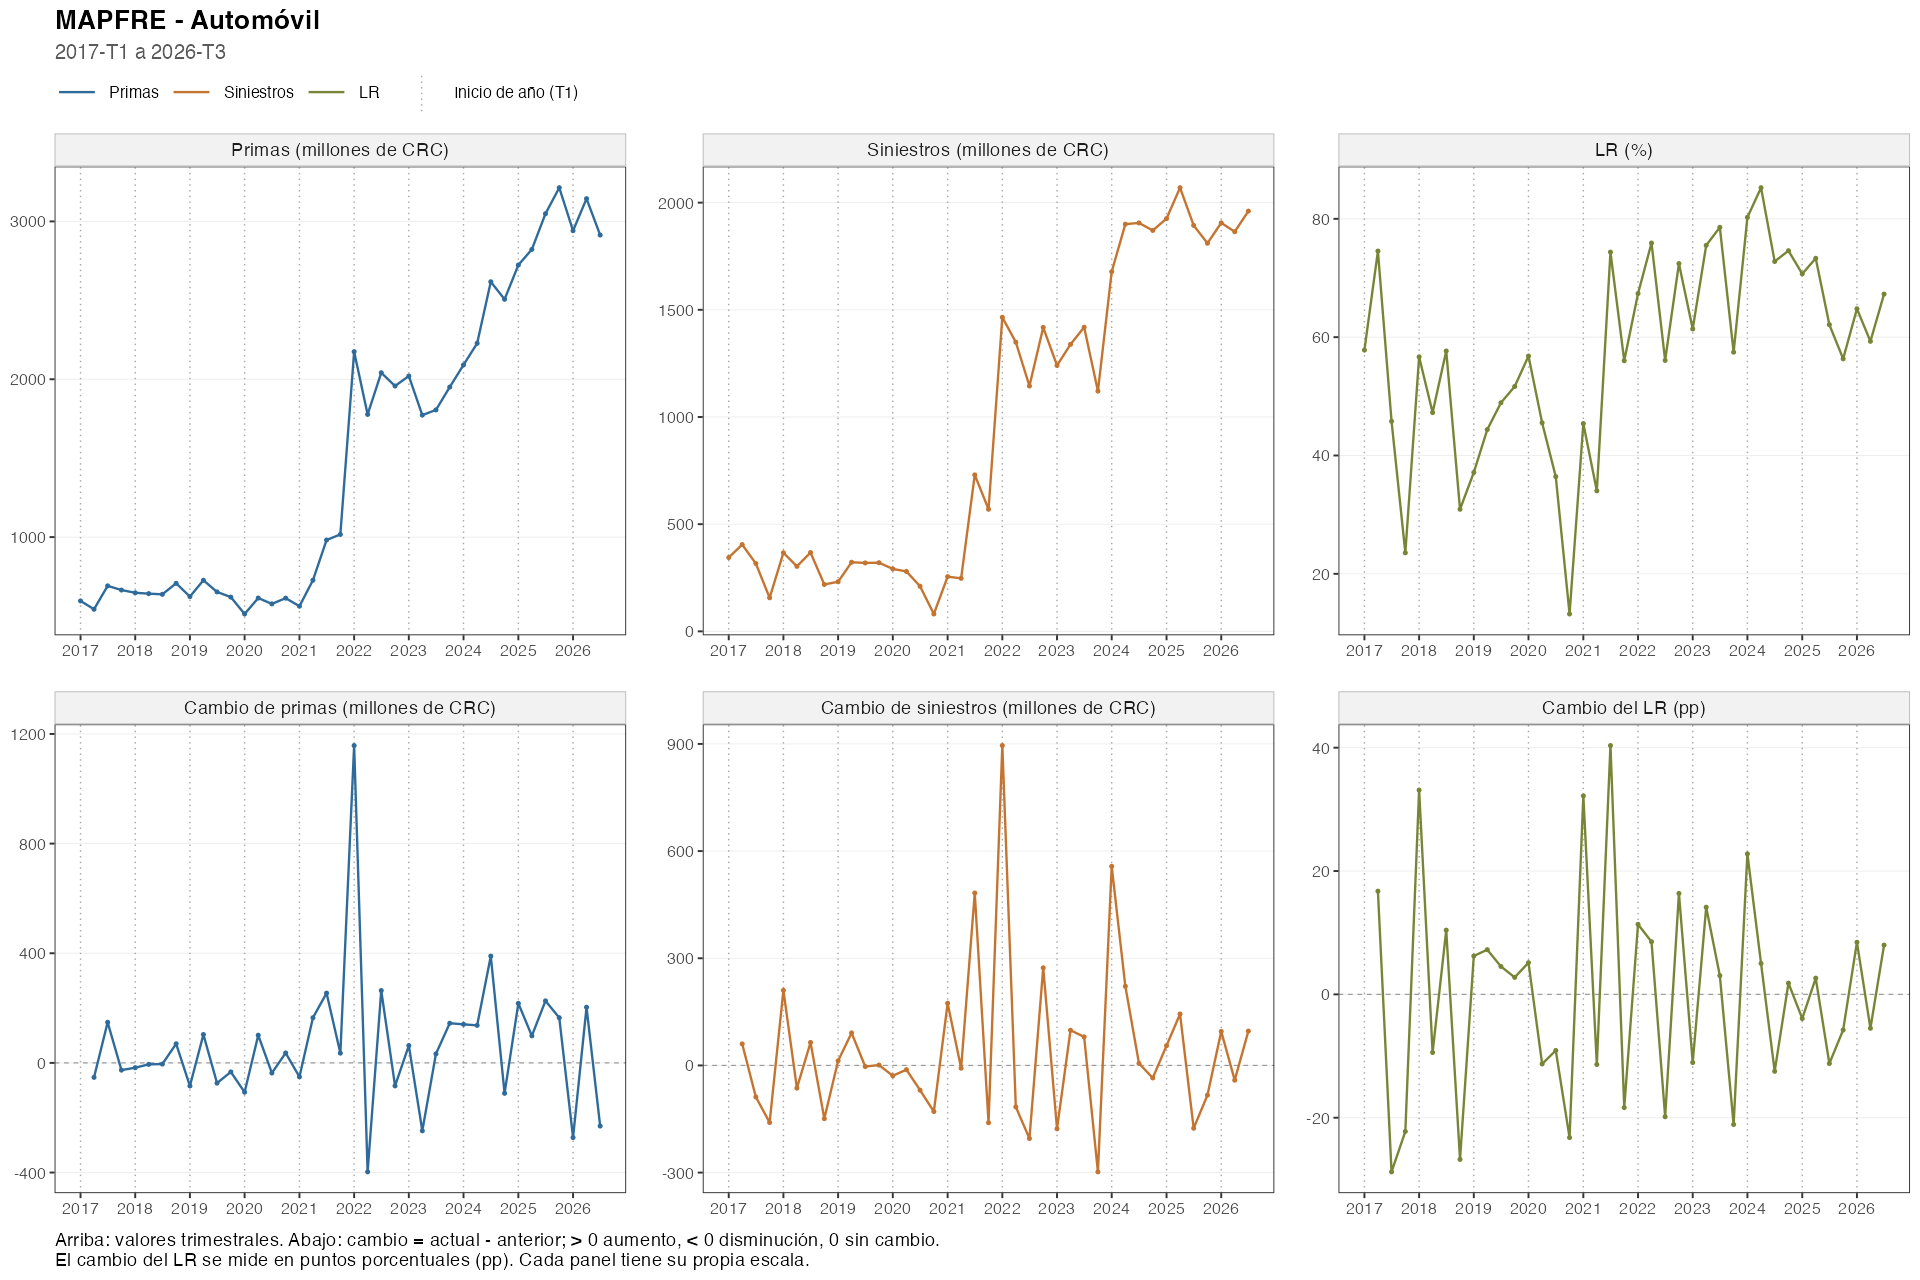 MAPFRE - Automóvil
2017-T1 a 2026-T3
Primas Siniestros LR Inicio de año (T1)
Primas (millones de CRC)
3000
2000
1000
2017 2018 2019 2020 2021 2022 2023 2024 2025 2026
Siniestros (millones de CRC)
2000
1500
1000
500
0
2017 2018 2019 2020 2021 2022 2023 2024 2025 2026
LR (%)
80
60
40
20
2017 2018 2019 2020 2021 2022 2023 2024 2025 2026
Cambio de primas (millones de CRC)
1200
800
400
0
-400
2017 2018 2019 2020 2021 2022 2023 2024 2025 2026
Cambio de siniestros (millones de CRC)
900
600
300
0
-300
2017 2018 2019 2020 2021 2022 2023 2024 2025 2026
Cambio del LR (pp)
40
20
0
-20
2017 2018 2019 2020 2021 2022 2023 2024 2025 2026
Arriba: valores trimestrales. Abajo: cambio = actual - anterior; > 0 aumento, < 0 disminución, 0 sin cambio.
El cambio del LR se mide en puntos porcentuales (pp). Cada panel tiene su propia escala.